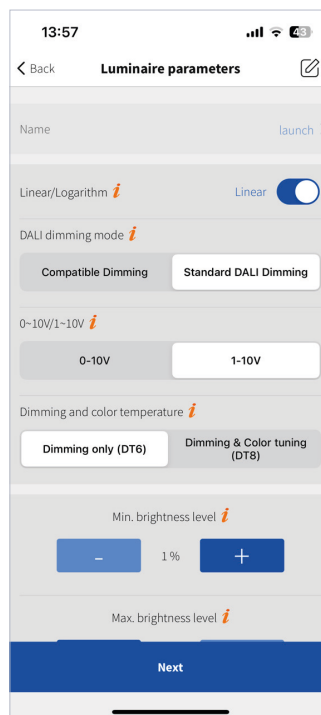 13:57
43
Back Luminaire parameters
Name launch
Linear/Logarithm i Linear
DALI dimming mode i
Compatible Dimming Standard DALI Dimming
0~10V/1~10V i
0-10V 1-10V
Dimming and color temperature i
Dimming only (DT6) Dimming & Color tuning
(DT8)
Min. brightness level i
- 1 % +
Max. brightness level i
Next